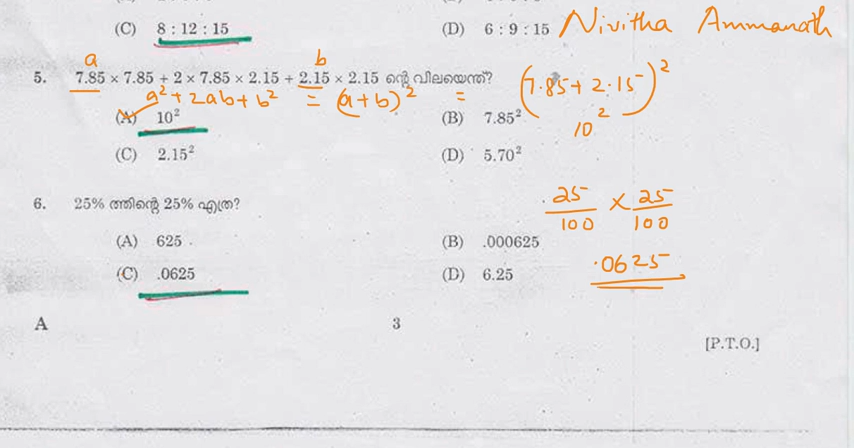 (C) 8 : 12 : 15 (D) 6 : 9 : 15 Nivitha Ammanath
a b
5. 7.85 × 7.85 + 2 × 7.85 × 2.15 + 2.15 × 2.15 ന്റെ വിലയെന്ത്? (7.85 + 2.15)²
a² + 2ab + b² = (a+b)² =
(A) 10² (B) 7.85² 10²
(C) 2.15² (D) 5.70²
6. 25% ത്തിന്റെ 25% എത്ര? 25/100 × 25/100
(A) 625 (B) .000625
(C) .0625 (D) 6.25 .0625
A 3
[P.T.O.]